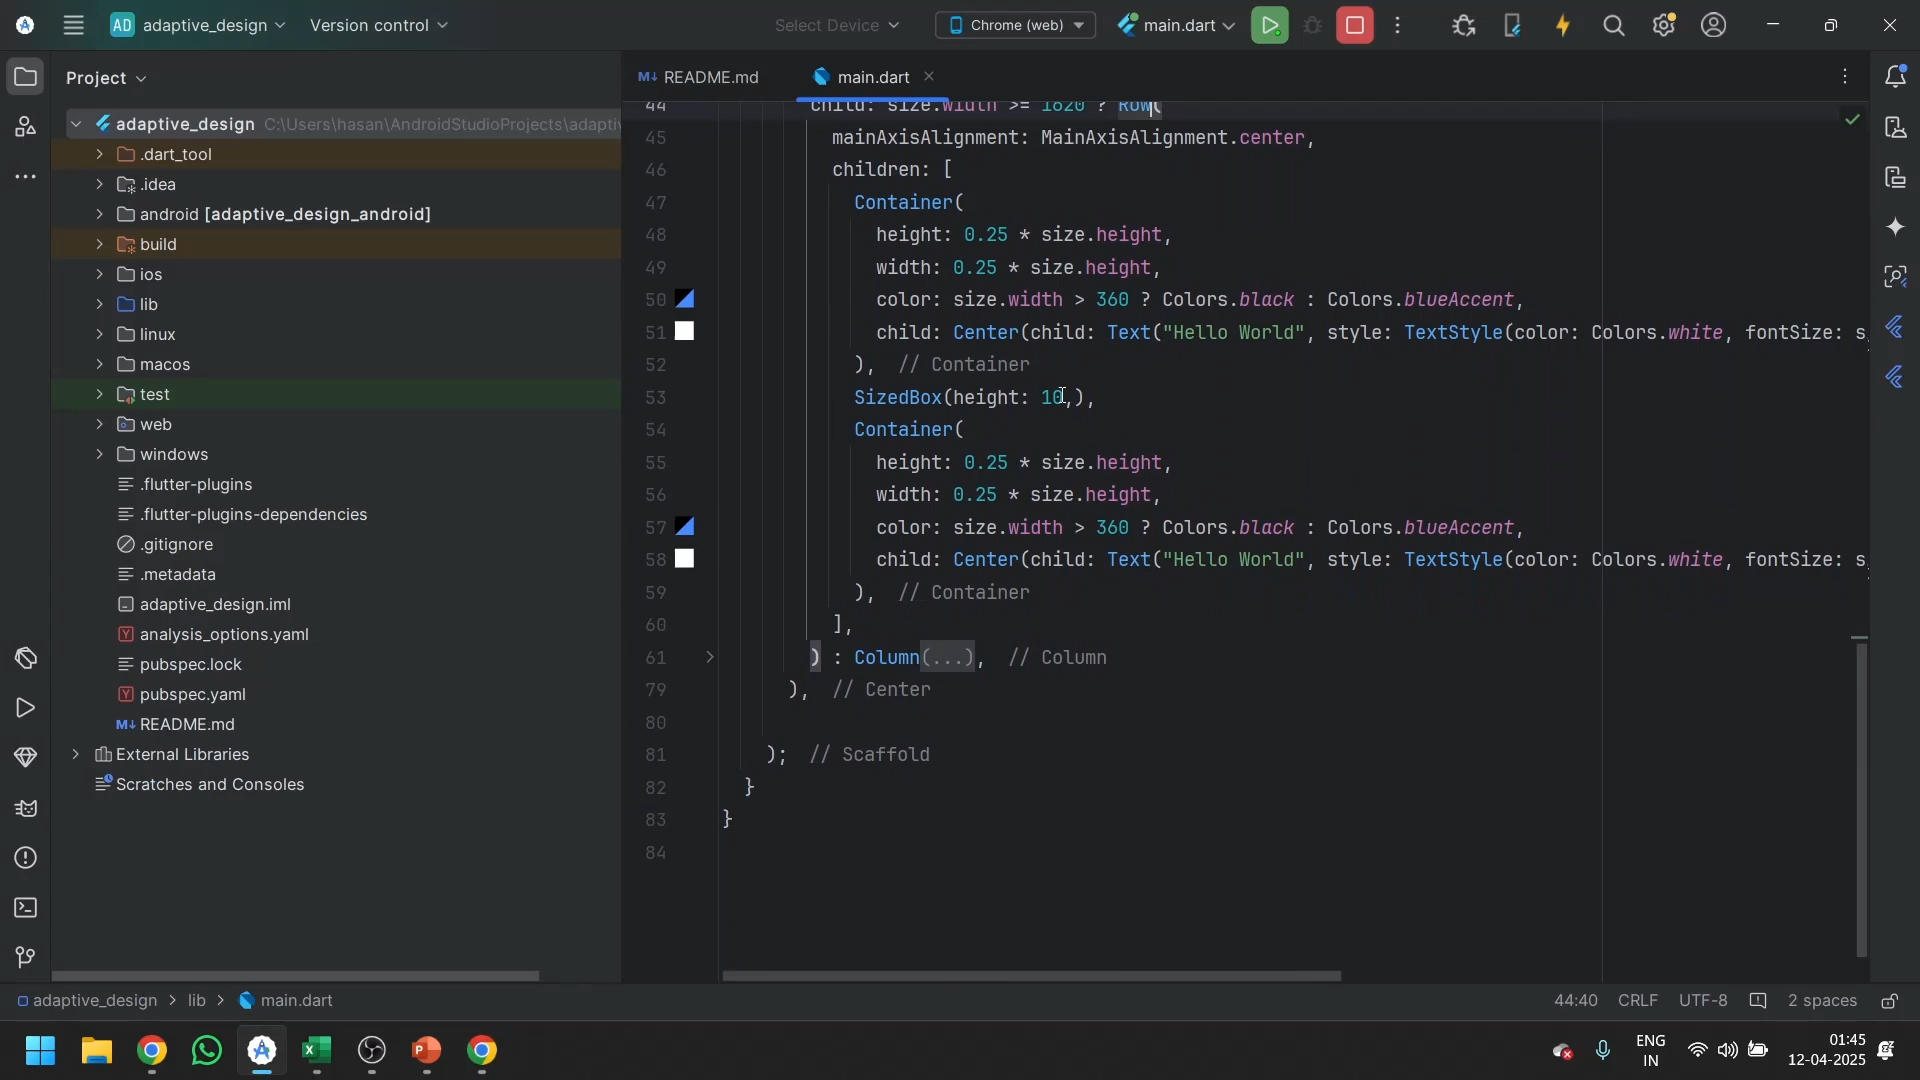 AD adaptive_design Version control Select Device Chrome (web) main.dart
Project
README.md main.dart
adaptive_design C:\Users\hasan\AndroidStudioProjects\adapti
.dart_tool
.idea
android [adaptive_design_android]
build
ios
lib
linux
macos
test
web
windows
.flutter-plugins
.flutter-plugins-dependencies
.gitignore
.metadata
adaptive_design.iml
analysis_options.yaml
pubspec.lock
pubspec.yaml
README.md
External Libraries
Scratches and Consoles
44 child: size.width >= 1620 ? Row(
45 mainAxisAlignment: MainAxisAlignment.center,
46 children: [
47 Container(
48 height: 0.25 * size.height,
49 width: 0.25 * size.height,
50 color: size.width > 360 ? Colors.black : Colors.blueAccent,
51 child: Center(child: Text("Hello World", style: TextStyle(color: Colors.white, fontSize: s
52 ), // Container
53 SizedBox(height: 10,),
54 Container(
55 height: 0.25 * size.height,
56 width: 0.25 * size.height,
57 color: size.width > 360 ? Colors.black : Colors.blueAccent,
58 child: Center(child: Text("Hello World", style: TextStyle(color: Colors.white, fontSize: s
59 ), // Container
60 ],
61 ) : Column(...), // Column
79 ), // Center
80
81 ); // Scaffold
82 }
83 }
84
adaptive_design > lib > main.dart 44:40 CRLF UTF-8 2 spaces
ENG
IN
01:45
12-04-2025